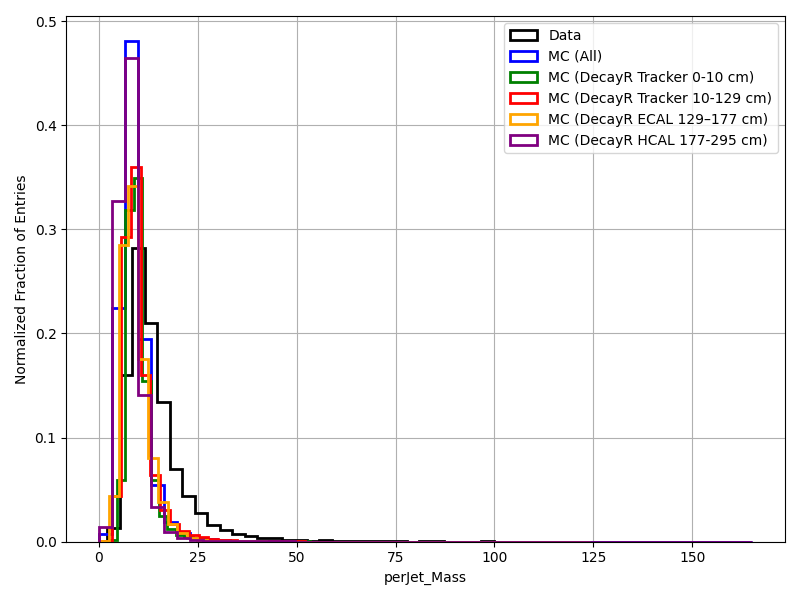 0.5
0.4
0.3
0.2
0.1
0.0
Normalized Fraction of Entries
Data
MC (All)
MC (DecayR Tracker 0-10 cm)
MC (DecayR Tracker 10-129 cm)
MC (DecayR ECAL 129–177 cm)
MC (DecayR HCAL 177-295 cm)
0 25 50 75 100 125 150
perJet_Mass